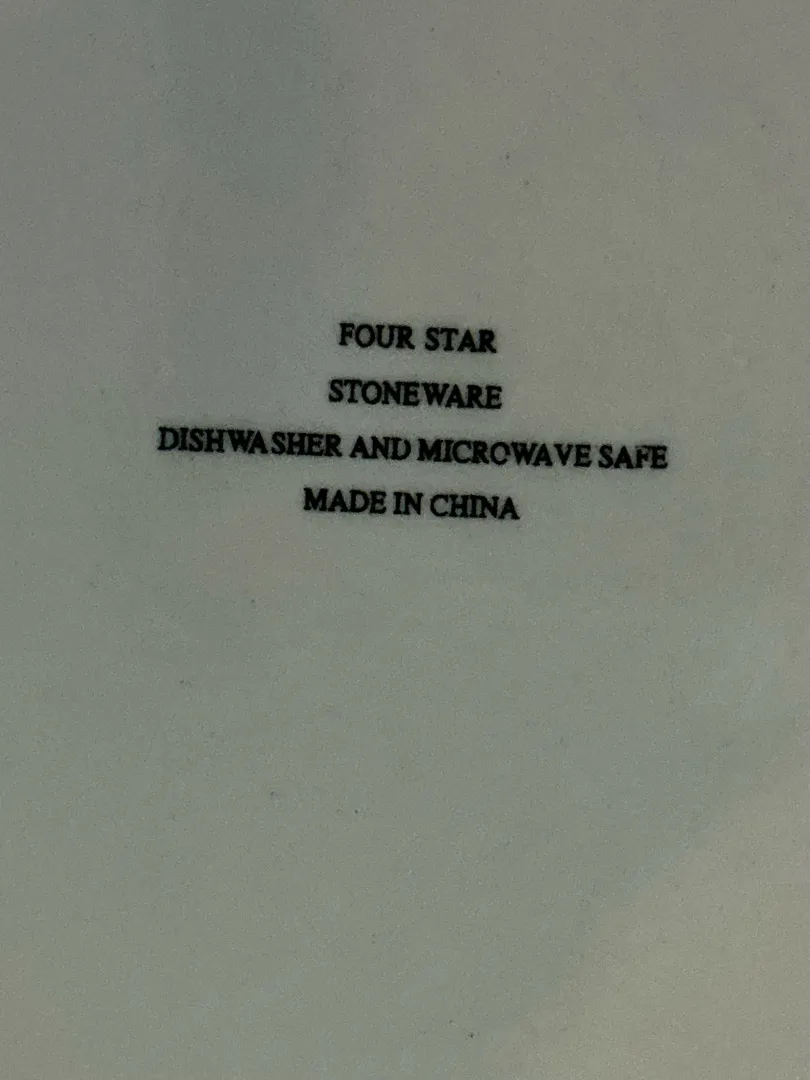 FOUR STAR
STONEWARE
DISHWASHER AND MICROWAVE SAFE
MADE IN CHINA